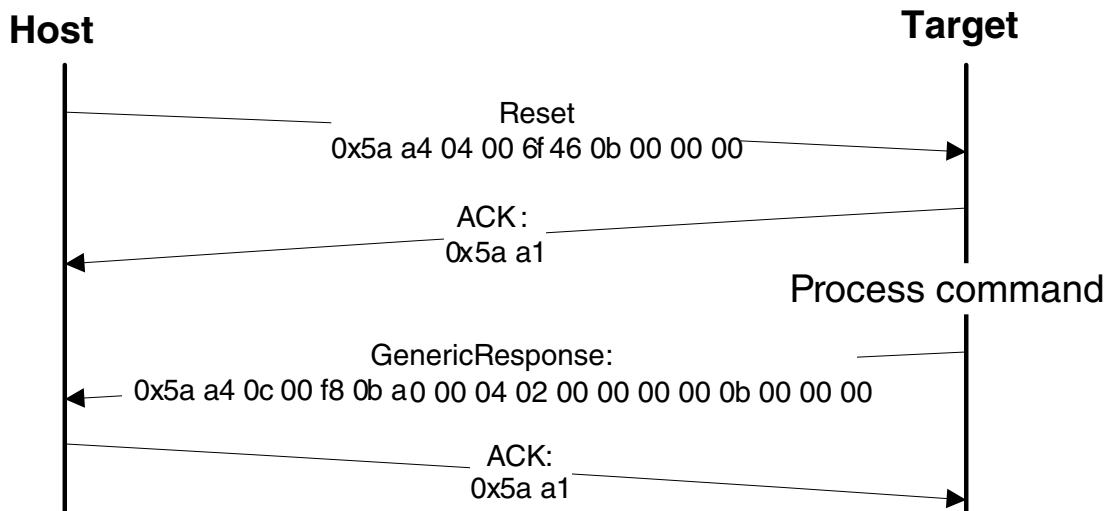 Host
Target
Reset
0x5a a4 04 00 6f 46 0b 00 00 00
ACK:
0x5a a1
Process command
GenericResponse:
0x5a a4 0c 00 f8 0b a0 00 04 02 00 00 00 00 0b 00 00 00
ACK:
0x5a a1